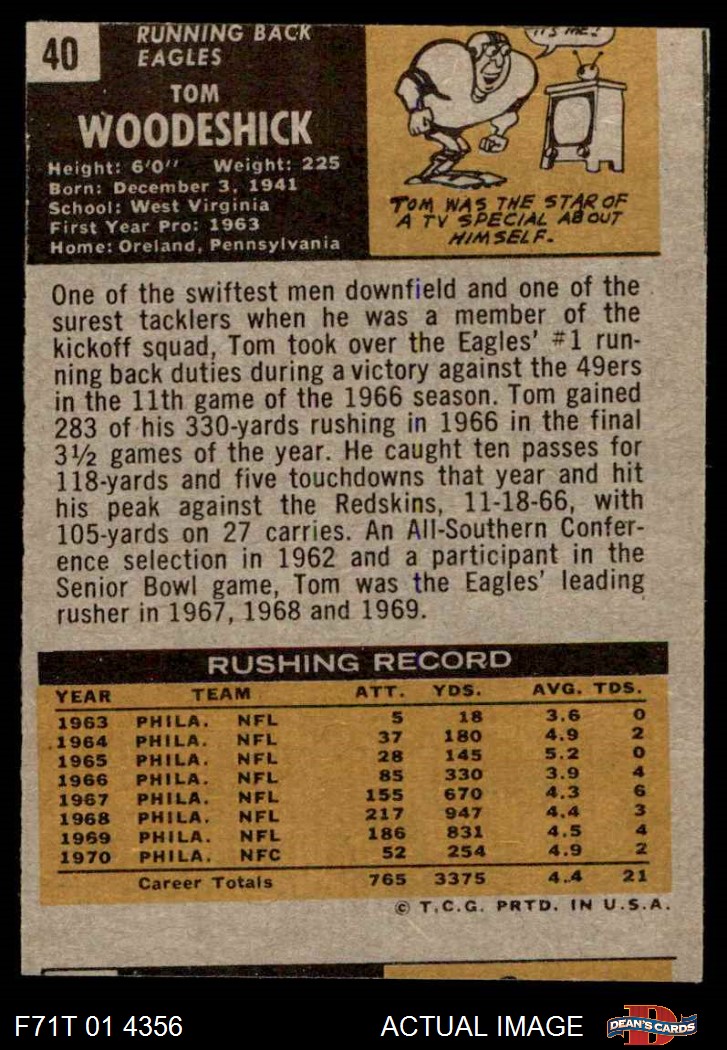 40
RUNNING BACK
EAGLES
TOM
WOODESHICK
Height: 6'0'' Weight: 225
Born: December 3, 1941
School: West Virginia
First Year Pro: 1963
Home: Oreland, Pennsylvania
IT'S ME!
TOM WAS THE STAR OF
A TV SPECIAL ABOUT
HIMSELF.
One of the swiftest men downfield and one of the
surest tacklers when he was a member of the
kickoff squad, Tom took over the Eagles' #1 run-
ning back duties during a victory against the 49ers
in the 11th game of the 1966 season. Tom gained
283 of his 330-yards rushing in 1966 in the final
3½ games of the year. He caught ten passes for
118-yards and five touchdowns that year and hit
his peak against the Redskins, 11-18-66, with
105-yards on 27 carries. An All-Southern Confer-
ence selection in 1962 and a participant in the
Senior Bowl game, Tom was the Eagles' leading
rusher in 1967, 1968 and 1969.
RUSHING RECORD
YEAR TEAM ATT. YDS. AVG. TDS.
1963 PHILA. NFL 5 18 3.6 0
1964 PHILA. NFL 37 180 4.9 2
1965 PHILA. NFL 28 145 5.2 0
1966 PHILA. NFL 85 330 3.9 4
1967 PHILA. NFL 155 670 4.3 6
1968 PHILA. NFL 217 947 4.4 3
1969 PHILA. NFL 186 831 4.5 4
1970 PHILA. NFC 52 254 4.9 2
Career Totals 765 3375 4.4 21
© T.C.G. PRTD. IN U.S.A.
F71T 01 4356 ACTUAL IMAGE
DEAN'S CARDS